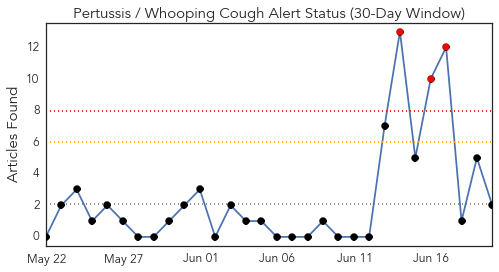 Pertussis / Whooping Cough Alert Status (30-Day Window)
Articles Found
12
10
8
6
4
2
0
May 22 May 27 Jun 01 Jun 06 Jun 11 Jun 16